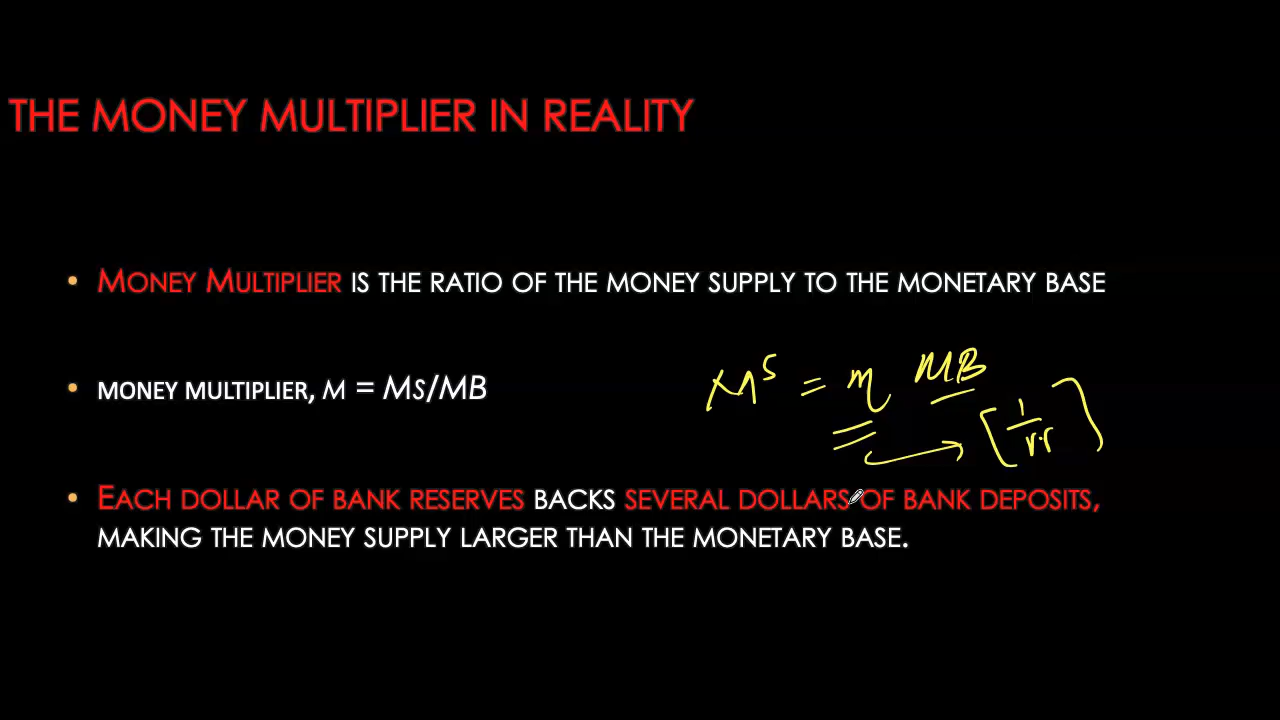 THE MONEY MULTIPLIER IN REALITY
• MONEY MULTIPLIER IS THE RATIO OF THE MONEY SUPPLY TO THE MONETARY BASE
• MONEY MULTIPLIER, M = MS/MB
M^s = m MB
[1/r.r]
• EACH DOLLAR OF BANK RESERVES BACKS SEVERAL DOLLARS OF BANK DEPOSITS,
MAKING THE MONEY SUPPLY LARGER THAN THE MONETARY BASE.